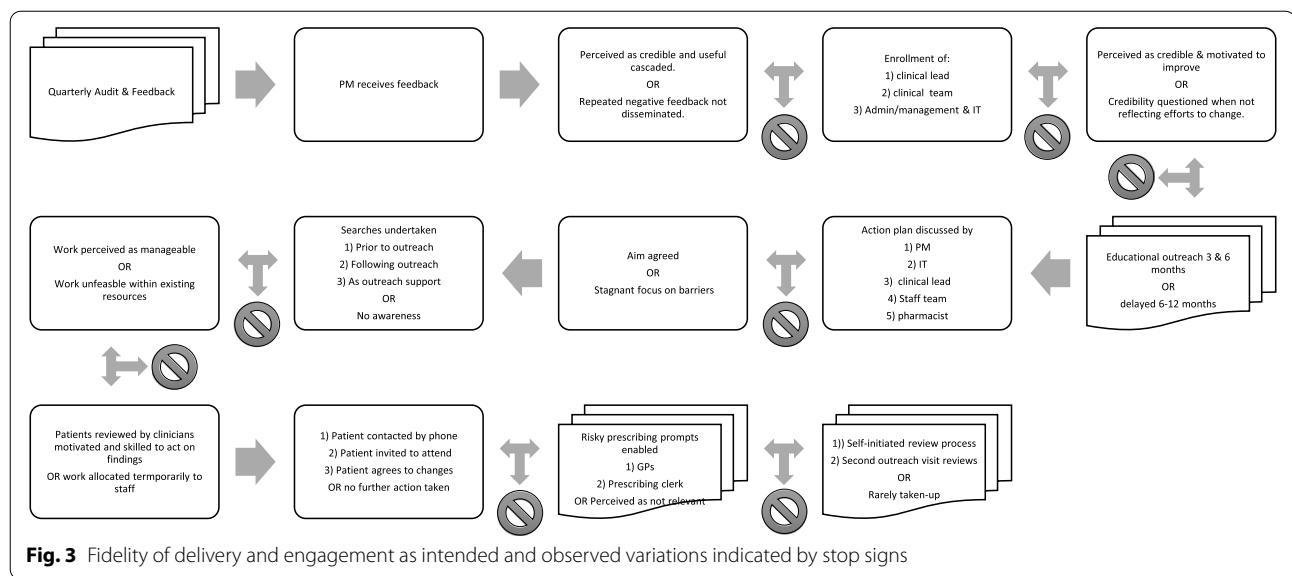 Quarterly Audit & Feedback
PM receives feedback
Perceived as credible and useful
cascaded.
OR
Repeated negative feedback not
disseminated.
Enrollment of:
1) clinical lead
2) clinical team
3) Admin/management & IT
Perceived as credible & motivated to
improve
OR
Credibility questioned when not
reflecting efforts to change.
Work perceived as manageable
OR
Work unfeasible within existing
resources
Searches undertaken
1) Prior to outreach
2) Following outreach
3) As outreach support
OR
No awareness
Aim agreed
OR
Stagnant focus on barriers
Action plan discussed by
1) PM
2) IT
3) clinical lead
4) Staff team
5) pharmacist
Educational outreach 3 & 6
months
OR
delayed 6-12 months
Patients reviewed by clinicians
motivated and skilled to act on
findings
OR work allocated termporarily to
staff
1) Patient contacted by phone
2) Patient invited to attend
3) Patient agrees to changes
OR no further action taken
Risky prescribing prompts
enabled
1) GPs
2) Prescribing clerk
OR Perceived as not relevant
1)) Self-initiated review process
2) Second outreach visit reviews
OR
Rarely taken-up
Fig. 3 Fidelity of delivery and engagement as intended and observed variations indicated by stop signs